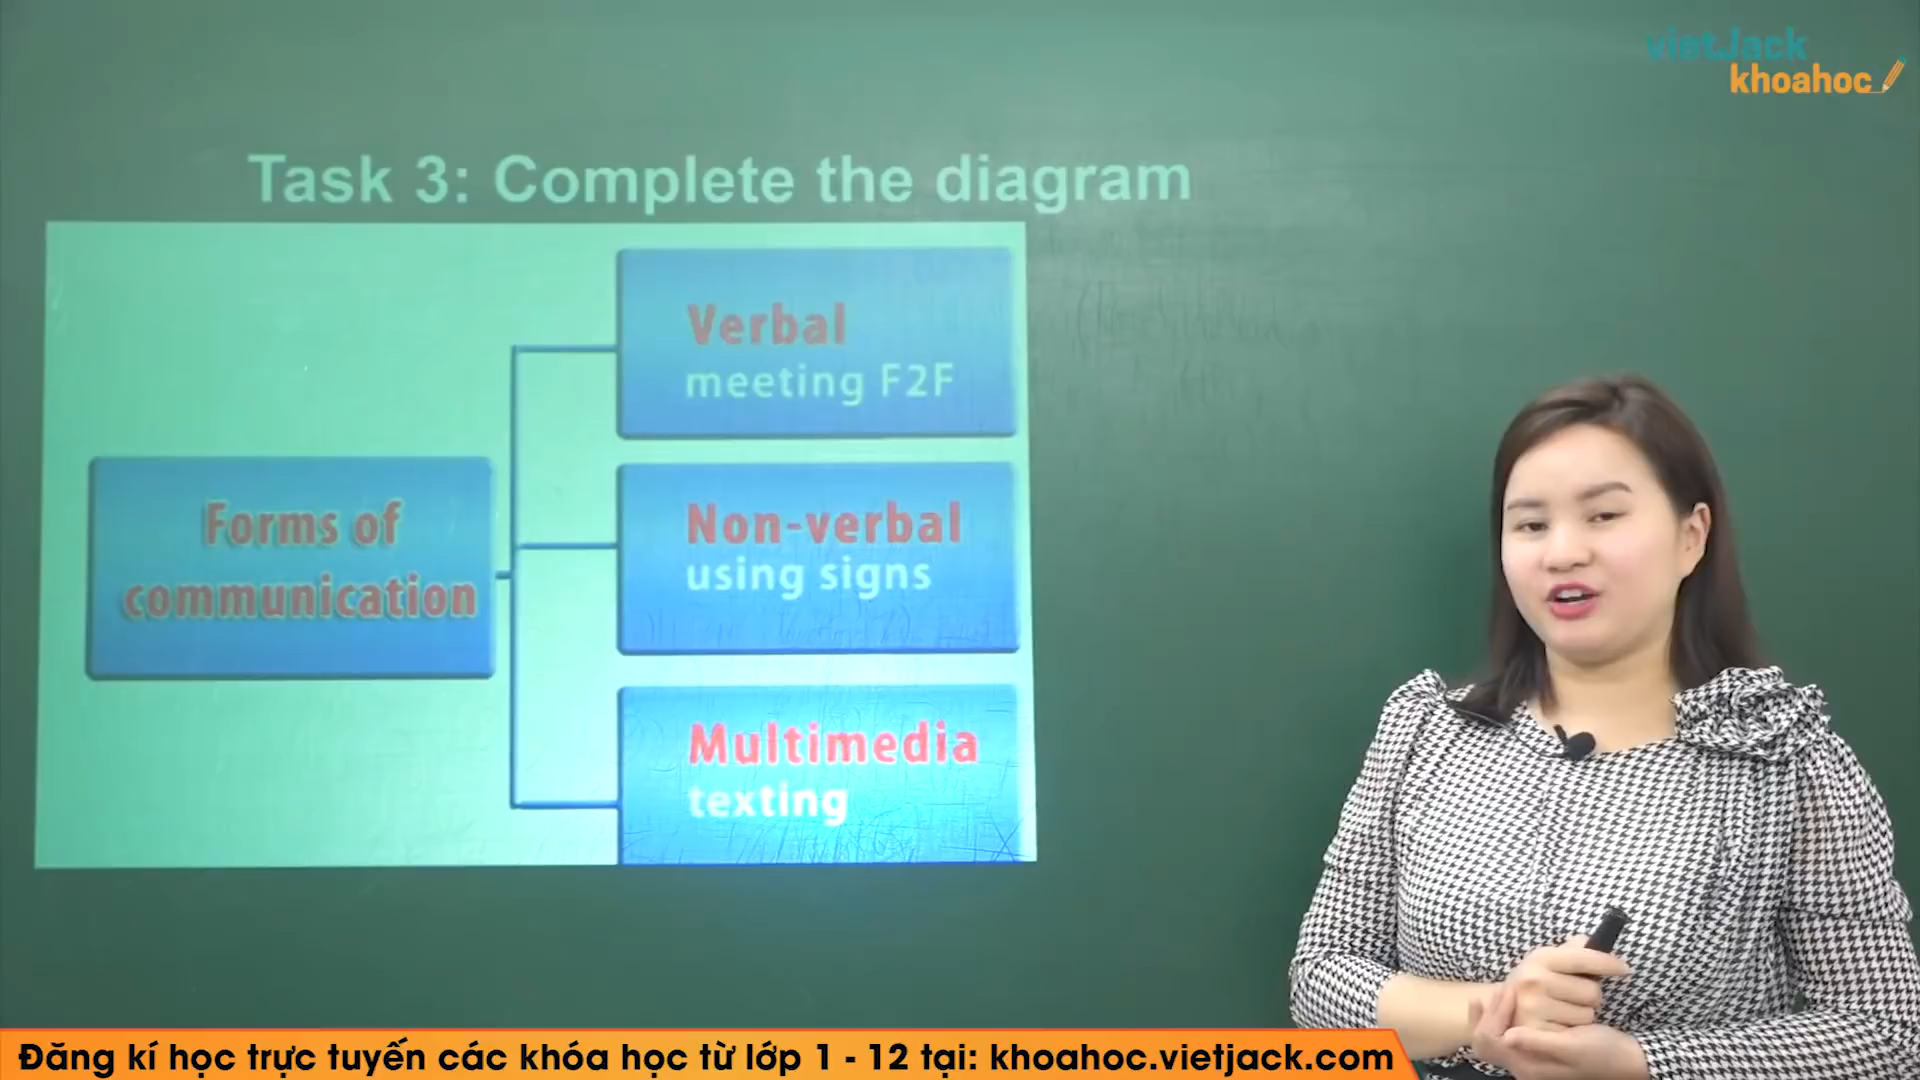 vietJack
khoahoc
Task 3: Complete the diagram
Verbal
meeting F2F
Forms of
communication
Non-verbal
using signs
Multimedia
texting
Đăng kí học trực tuyến các khóa học từ lớp 1 - 12 tại: khoahoc.vietjack.com